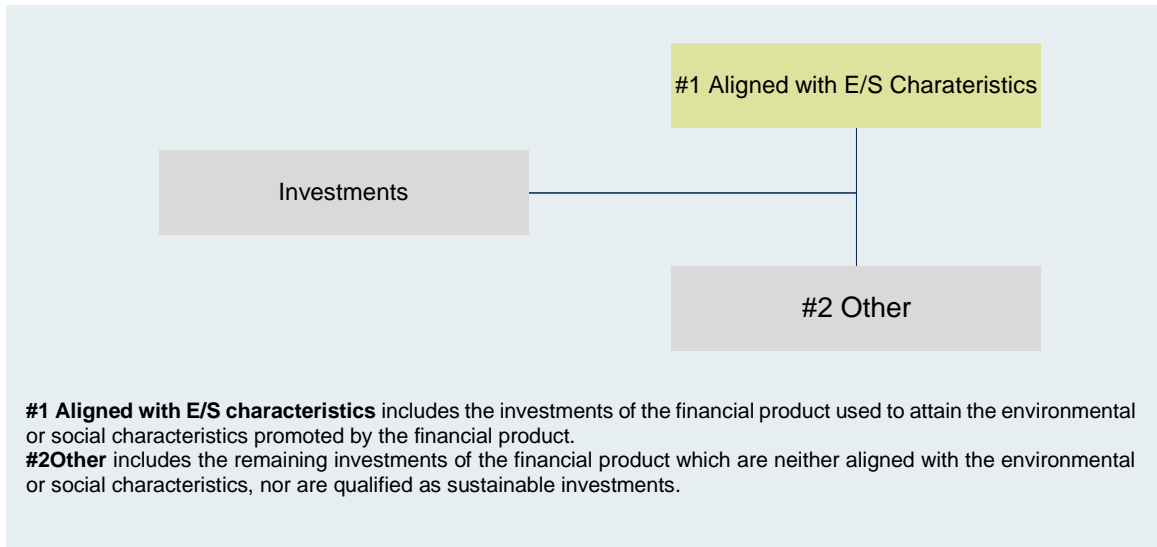 #1 Aligned with E/S Charateristics
Investments
#2 Other
#1 Aligned with E/S characteristics includes the investments of the financial product used to attain the environmental
or social characteristics promoted by the financial product.
#2Other includes the remaining investments of the financial product which are neither aligned with the environmental
or social characteristics, nor are qualified as sustainable investments.